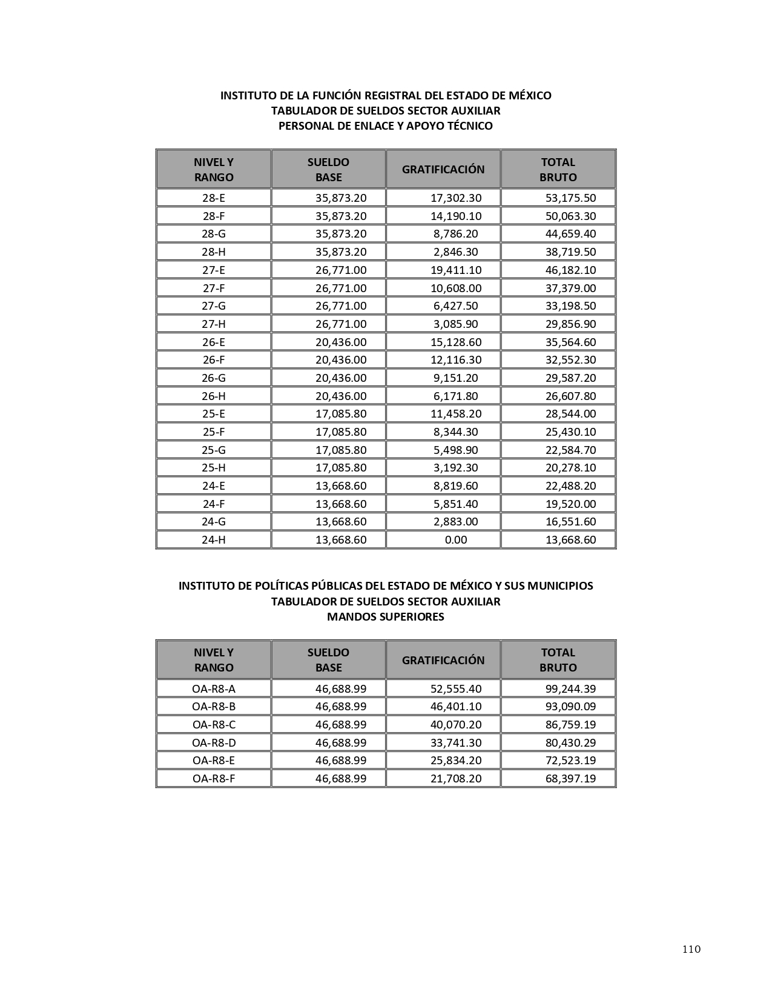 INSTITUTO DE LA FUNCIÓN REGISTRAL DEL ESTADO DE MÉXICO
TABULADOR DE SUELDOS SECTOR AUXILIAR
PERSONAL DE ENLACE Y APOYO TÉCNICO
NIVEL Y RANGO SUELDO BASE GRATIFICACIÓN TOTAL BRUTO
28-E 35,873.20 17,302.30 53,175.50
28-F 35,873.20 14,190.10 50,063.30
28-G 35,873.20 8,786.20 44,659.40
28-H 35,873.20 2,846.30 38,719.50
27-E 26,771.00 19,411.10 46,182.10
27-F 26,771.00 10,608.00 37,379.00
27-G 26,771.00 6,427.50 33,198.50
27-H 26,771.00 3,085.90 29,856.90
26-E 20,436.00 15,128.60 35,564.60
26-F 20,436.00 12,116.30 32,552.30
26-G 20,436.00 9,151.20 29,587.20
26-H 20,436.00 6,171.80 26,607.80
25-E 17,085.80 11,458.20 28,544.00
25-F 17,085.80 8,344.30 25,430.10
25-G 17,085.80 5,498.90 22,584.70
25-H 17,085.80 3,192.30 20,278.10
24-E 13,668.60 8,819.60 22,488.20
24-F 13,668.60 5,851.40 19,520.00
24-G 13,668.60 2,883.00 16,551.60
24-H 13,668.60 0.00 13,668.60
INSTITUTO DE POLÍTICAS PÚBLICAS DEL ESTADO DE MÉXICO Y SUS MUNICIPIOS
TABULADOR DE SUELDOS SECTOR AUXILIAR
MANDOS SUPERIORES
NIVEL Y RANGO SUELDO BASE GRATIFICACIÓN TOTAL BRUTO
OA-R8-A 46,688.99 52,555.40 99,244.39
OA-R8-B 46,688.99 46,401.10 93,090.09
OA-R8-C 46,688.99 40,070.20 86,759.19
OA-R8-D 46,688.99 33,741.30 80,430.29
OA-R8-E 46,688.99 25,834.20 72,523.19
OA-R8-F 46,688.99 21,708.20 68,397.19
110